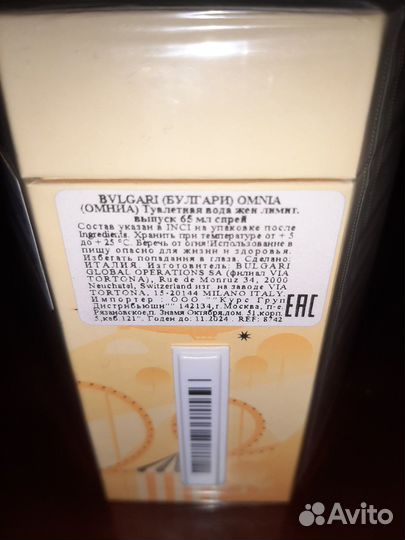 BVLGARI (БУЛГАРИ) OMNIA
(ОМНИА) Туалетная вода жен лимит.
выпуск 65 мл спрей
Состав указан в INCI на упаковке после
Ingredients. Хранить при температуре от + 5
до + 25 °C. Беречь от огня!Использование в
пищу опасно для жизни и здоровья.
Избегать попадания в глаза. Сделано:
ИТАЛИЯ. Изготовитель: BULGARI
GLOBAL OPERATIONS SA (филиал VIA
TORTONA), Rue de Monruz 34, 2000
Neuchatel, Switzerland изг. на заводе VIA
TORTONA, 15-20144 MILANO ITALY
Импортер : ООО ""Курс Груп
Дистрибьюшн"" 142134, г.Москва, п-е
Рязановское,п. Знамя Октября,дом. 51,корп.
5,каб.121". Годен до: 11.2024 . REF: 8742
EAC
Avito